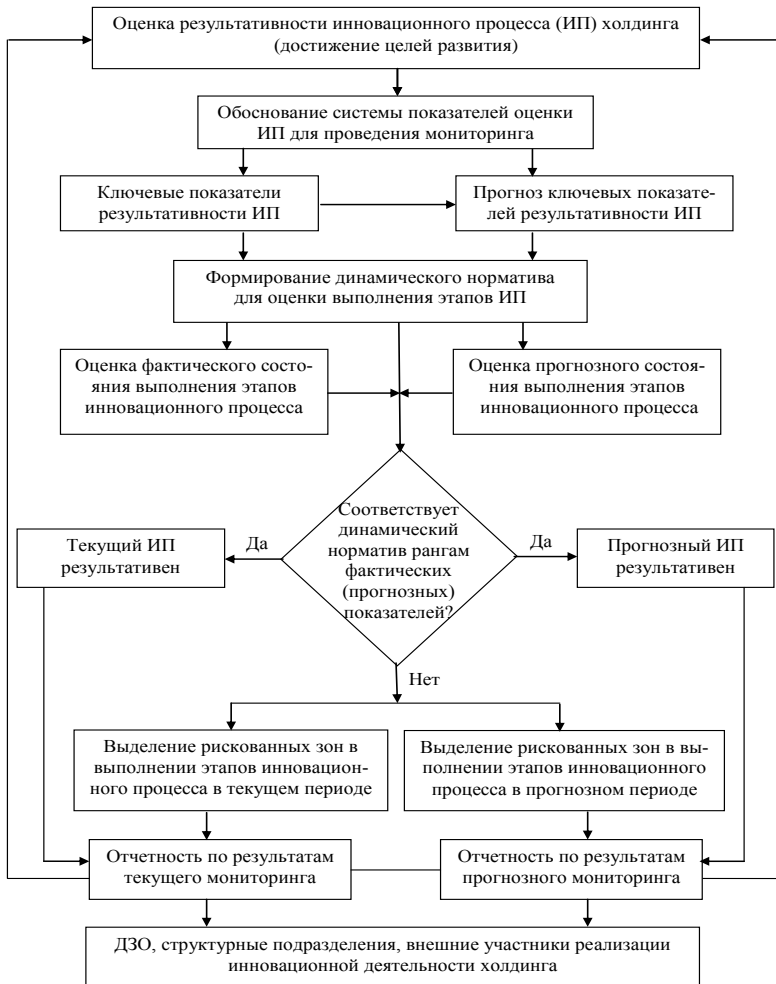 Оценка результативности инновационного процесса (ИП) холдинга
(достижение целей развития)
Обоснование системы показателей оценки
ИП для проведения мониторинга
Ключевые показатели
результативности ИП
Прогноз ключевых показате-
лей результативности ИП
Формирование динамического норматива
для оценки выполнения этапов ИП
Оценка фактического состо-
яния выполнения этапов
инновационного процесса
Оценка прогнозного состоя-
ния выполнения этапов
инновационного процесса
Соответствует
динамический
норматив рангам
фактических
(прогнозных)
показателей?
Да
Да
Текущий ИП
результативен
Прогнозный ИП
результативен
Нет
Выделение рискованных зон в
выполнении этапов инновацион-
ного процесса в текущем периоде
Выделение рискованных зон в вы-
полнении этапов инновационного
процесса в прогнозном периоде
Отчетность по результатам
текущего мониторинга
Отчетность по результатам
прогнозного мониторинга
ДЗО, структурные подразделения, внешние участники реализации
инновационной деятельности холдинга